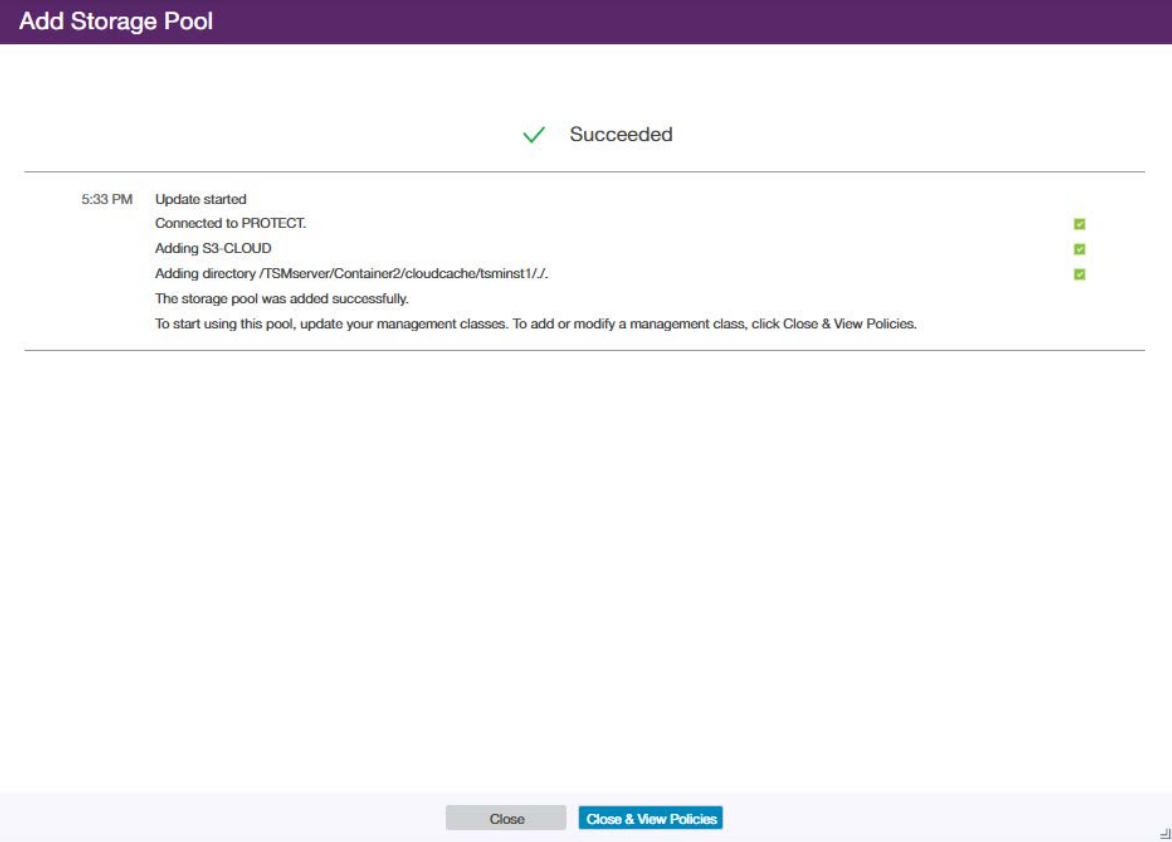 Add Storage Pool
Succeeded
5:33 PM Update started
Connected to PROTECT.
Adding S3-CLOUD
Adding directory /TSMserver/Container2/cloudcache/tsminst1/./.
The storage pool was added successfully.
To start using this pool, update your management classes. To add or modify a management class, click Close & View Policies.
Close Close & View Policies